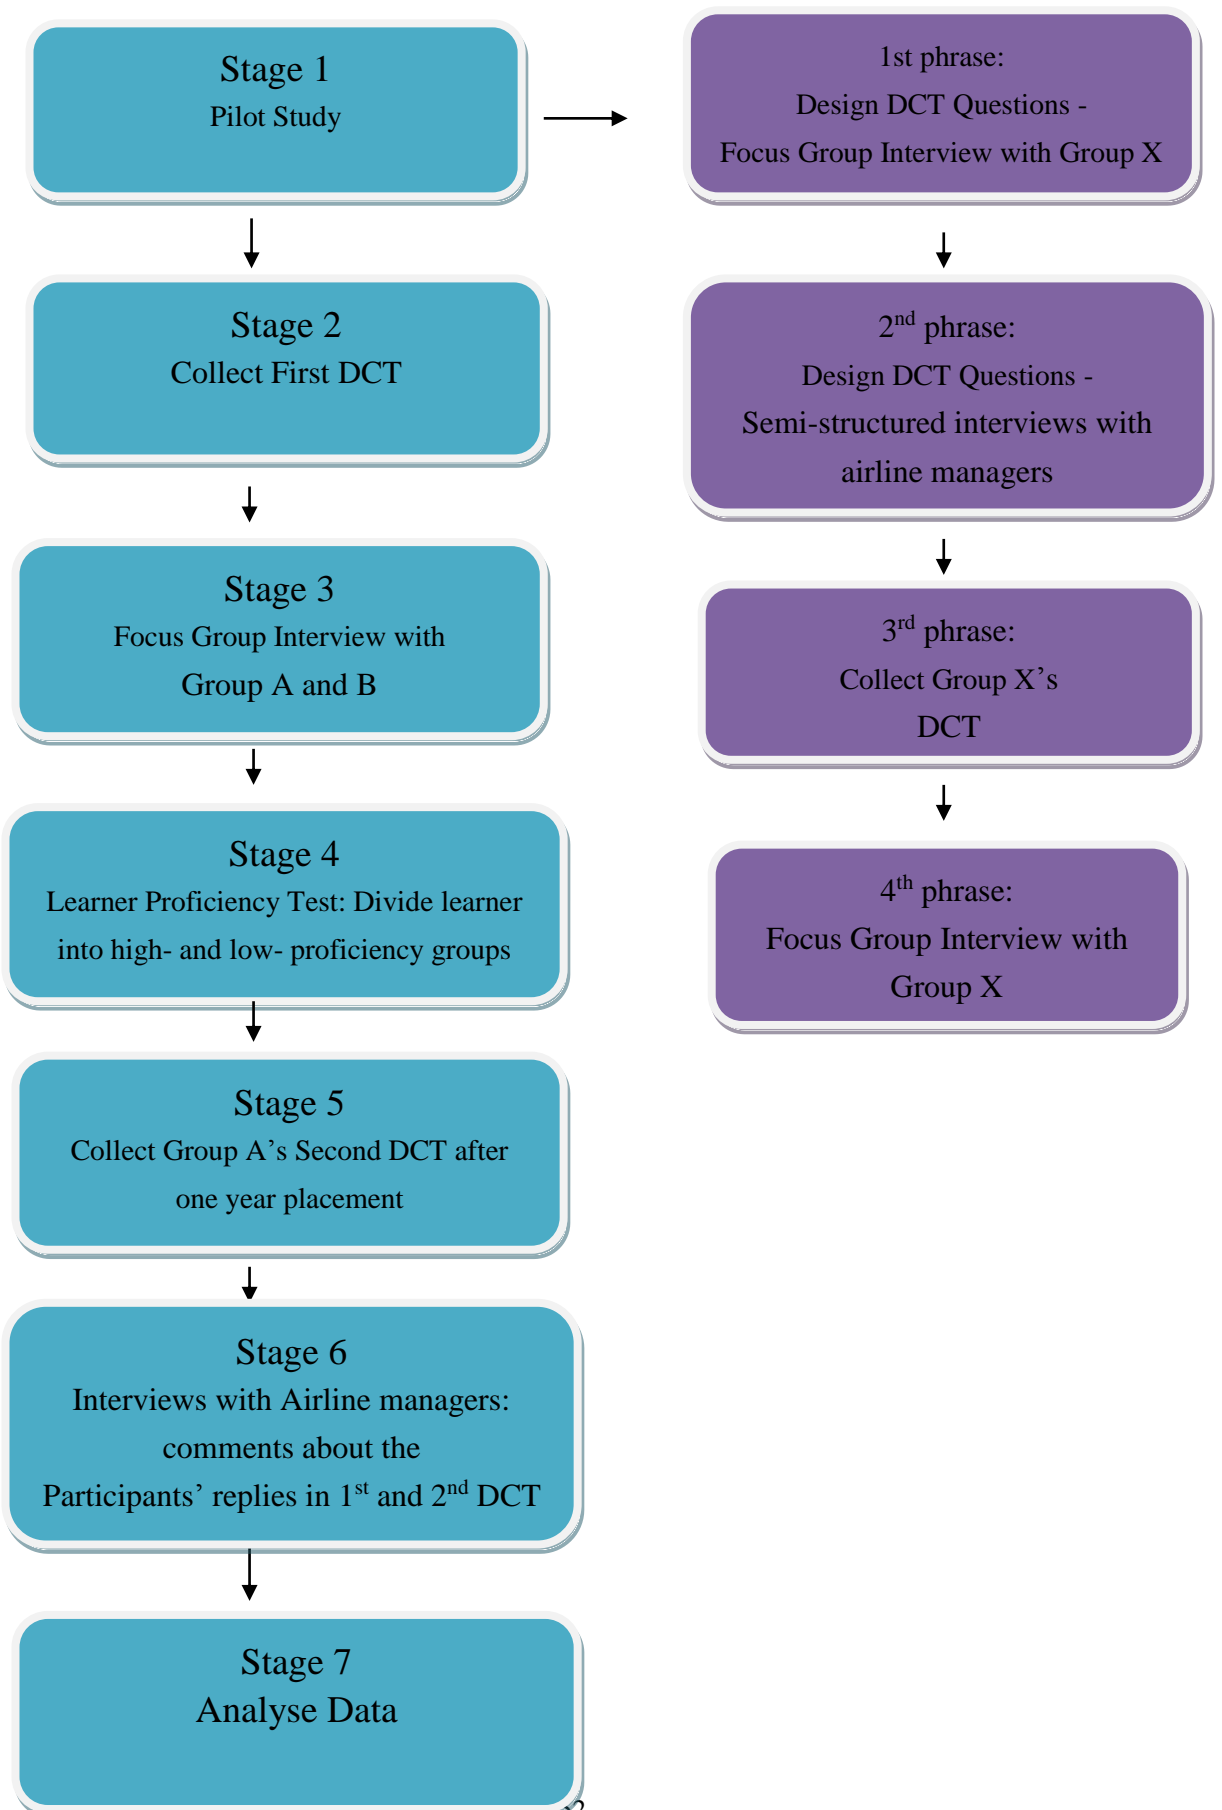 Stage 1
Pilot Study
1st phrase:
Design DCT Questions -
Focus Group Interview with Group X
Stage 2
Collect First DCT
2nd phrase:
Design DCT Questions -
Semi-structured interviews with
airline managers
Stage 3
Focus Group Interview with
Group A and B
3rd phrase:
Collect Group X’s
DCT
Stage 4
Learner Proficiency Test: Divide learner
into high- and low- proficiency groups
4th phrase:
Focus Group Interview with
Group X
Stage 5
Collect Group A’s Second DCT after
one year placement
Stage 6
Interviews with Airline managers:
comments about the
Participants’ replies in 1st and 2nd DCT
Stage 7
Analyse Data